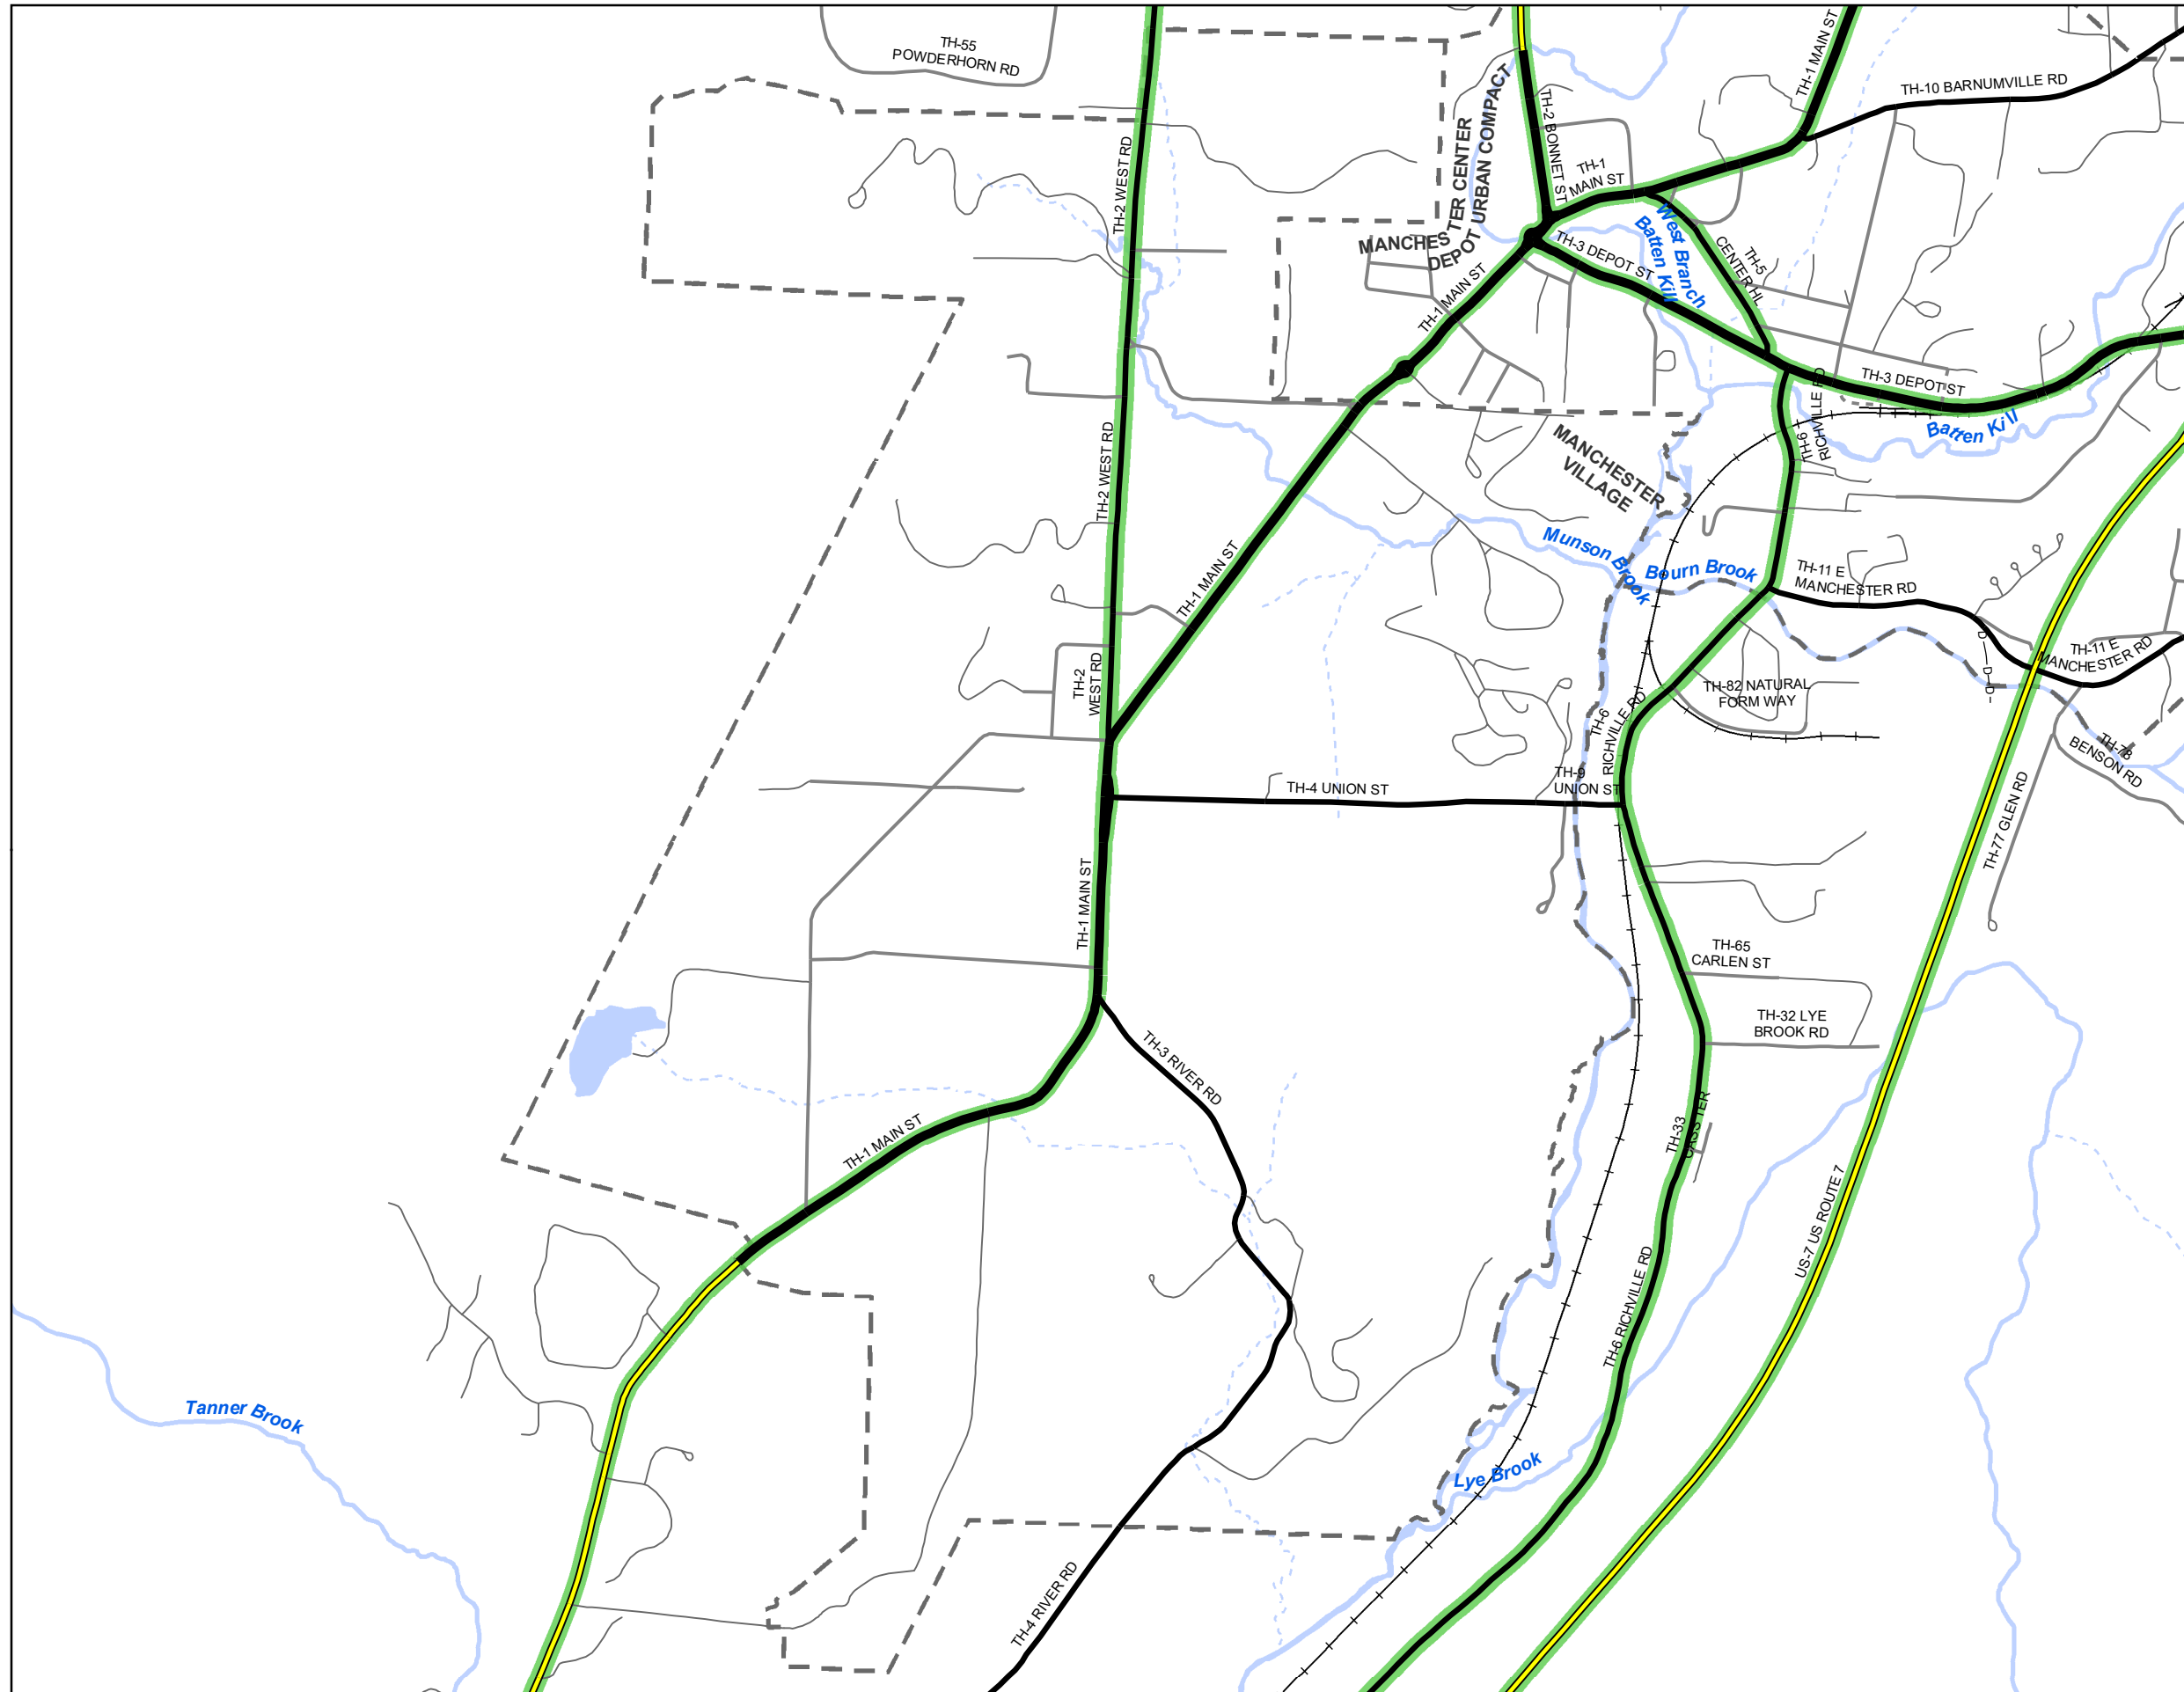 TH-55
POWDERHORN RD
TH-1 MAIN ST
TH-10 BARNUMVILLE RD
TH-2 BONNET ST
TH-1
MAIN ST
MANCHESTER CENTER
DEPOT URBAN COMPACT
TH-2 WEST RD
West Branch
Batten Kill
TH-3 DEPOT ST
TH-5
CENTER HL
TH-1 MAIN ST
TH-3 DEPOT ST
TH-6
RICHVILLE RD
Batten Kill
MANCHESTER
VILLAGE
TH-2 WEST RD
Munson Brook
Bourn Brook
TH-11 E
MANCHESTER RD
TH-1 MAIN ST
D
D
D
TH-11 E
MANCHESTER RD
TH-2
WEST RD
TH-82 NATURAL
FORM WAY
TH-6
RICHVILLE RD
TH-78
BENSON RD
TH-4 UNION ST
TH-9
UNION ST
TH-77 GLEN RD
TH-1 MAIN ST
TH-65
CARLEN ST
TH-32 LYE
BROOK RD
TH-3 RIVER RD
TH-33
TH-1 MAIN ST
US-7 US ROUTE 7
TH-6 RICHVILLE RD
Tanner Brook
Lye Brook
TH-4 RIVER RD